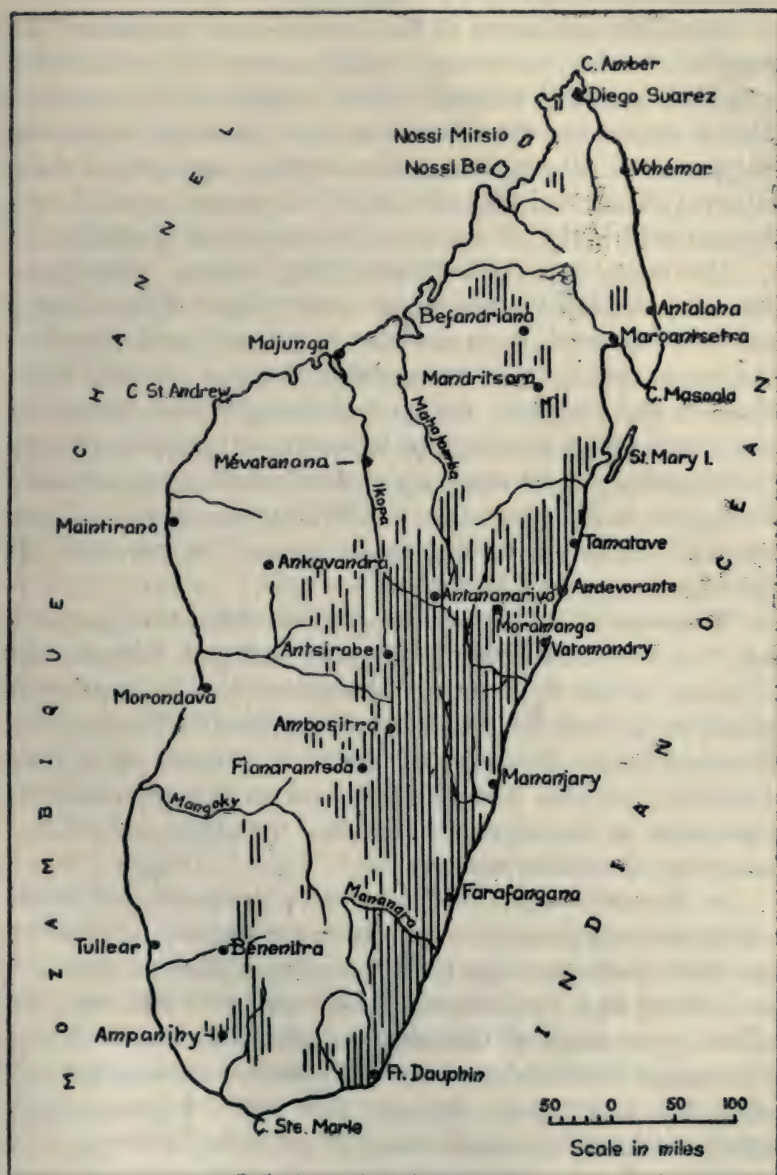 C. Amber
Diego Suarez
Nossi Mitsio
Nossi Be
Vohémar
Antalaha
Befandriana
Maroantsetra
Majunga
Mandritsara
C. Masoala
C St. Andrew
Mahajamba
St. Mary I.
Mévatanana
Ikopa
Maintirano
Tamatave
Ankavandra
Antananarivo
Andevorante
Moramanga
Antsirabe
Vatomandry
Morondava
Ambositra
Fianarantsoa
Mananjary
Mangoky
Farafangana
Mananara
Tullear
Benenitra
Ampanihy
Ft. Dauphin
C. Ste. Marie
MOZAMBIQUE CHANNEL
INDIAN OCEAN
50 0 50 100
Scale in miles